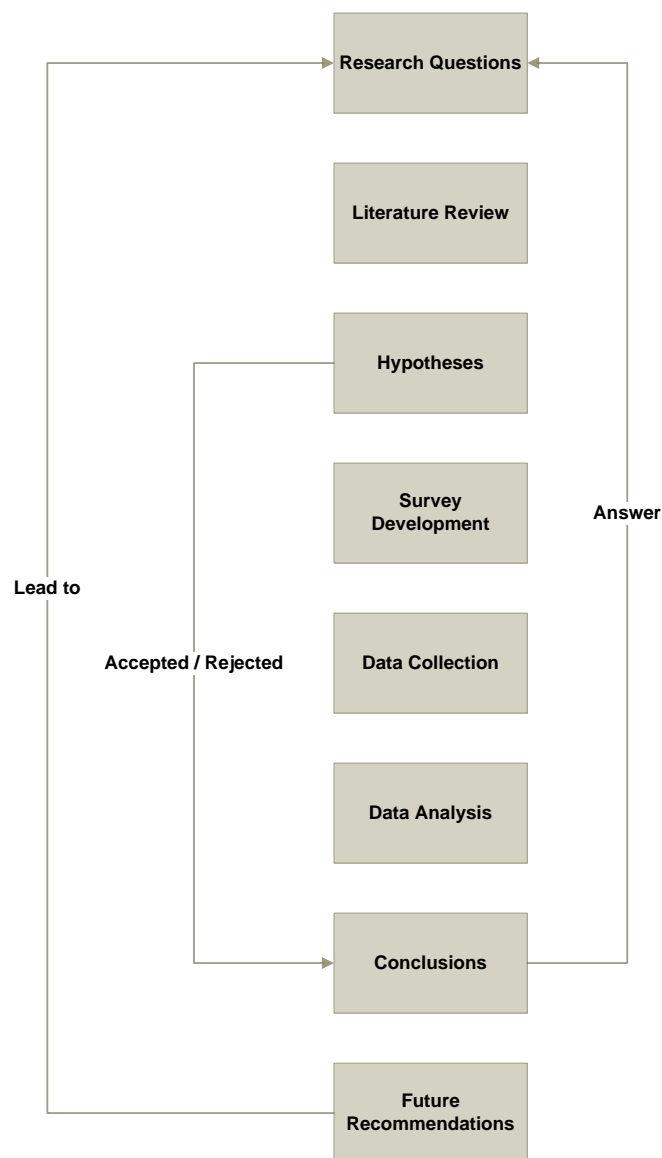 Research Questions
Literature Review
Hypotheses
Survey
Development
Answer
Lead to
Accepted / Rejected
Data Collection
Data Analysis
Conclusions
Future
Recommendations